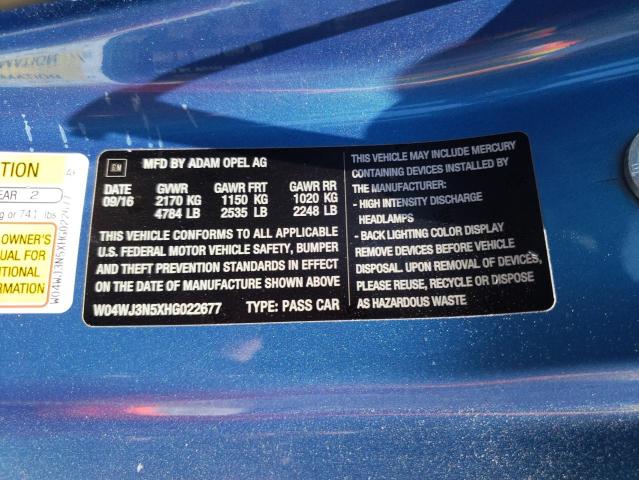 TION
EAR 2
kg or 741 lbs
OWNER'S
UAL FOR
ITIONAL
ORMATION
W04WJ3N5XHG022677
GM
MFD BY ADAM OPEL AG
DATE GVWR GAWR FRT GAWR RR
09/16 2170 KG 1150 KG 1020 KG
4784 LB 2535 LB 2248 LB
THIS VEHICLE CONFORMS TO ALL APPLICABLE
U.S. FEDERAL MOTOR VEHICLE SAFETY, BUMPER
AND THEFT PREVENTION STANDARDS IN EFFECT
ON THE DATE OF MANUFACTURE SHOWN ABOVE
W04WJ3N5XHG022677 TYPE: PASS CAR
THIS VEHICLE MAY INCLUDE MERCURY
CONTAINING DEVICES INSTALLED BY
THE MANUFACTURER:
- HIGH INTENSITY DISCHARGE
HEADLAMPS
- BACK LIGHTING COLOR DISPLAY
REMOVE DEVICES BEFORE VEHICLE
DISPOSAL. UPON REMOVAL OF DEVICES,
PLEASE REUSE, RECYCLE OR DISPOSE
AS HAZARDOUS WASTE